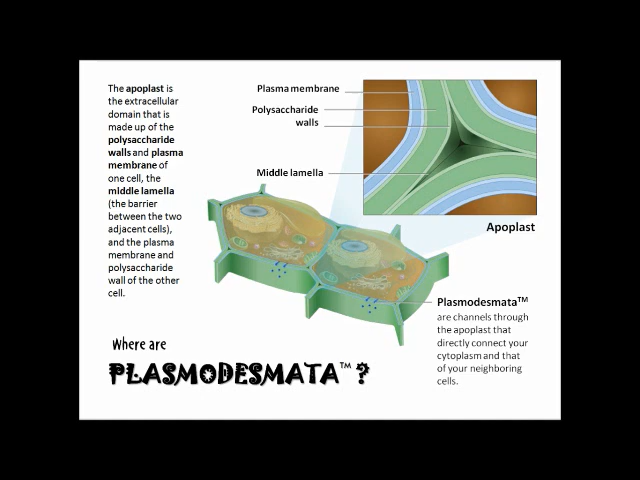 The apoplast is
the extracellular
domain that is
made up of the
polysaccharide
walls and plasma
membrane of
one cell, the
middle lamella
(the barrier
between the two
adjacent cells),
and the plasma
membrane and
polysaccharide
wall of the other
cell.
Plasma membrane
Polysaccharide
walls
Middle lamella
Apoplast
Plasmodesmata™
are channels through
the apoplast that
directly connect your
cytoplasm and that
of your neighboring
cells.
Where are
PLASMODESMATA™?